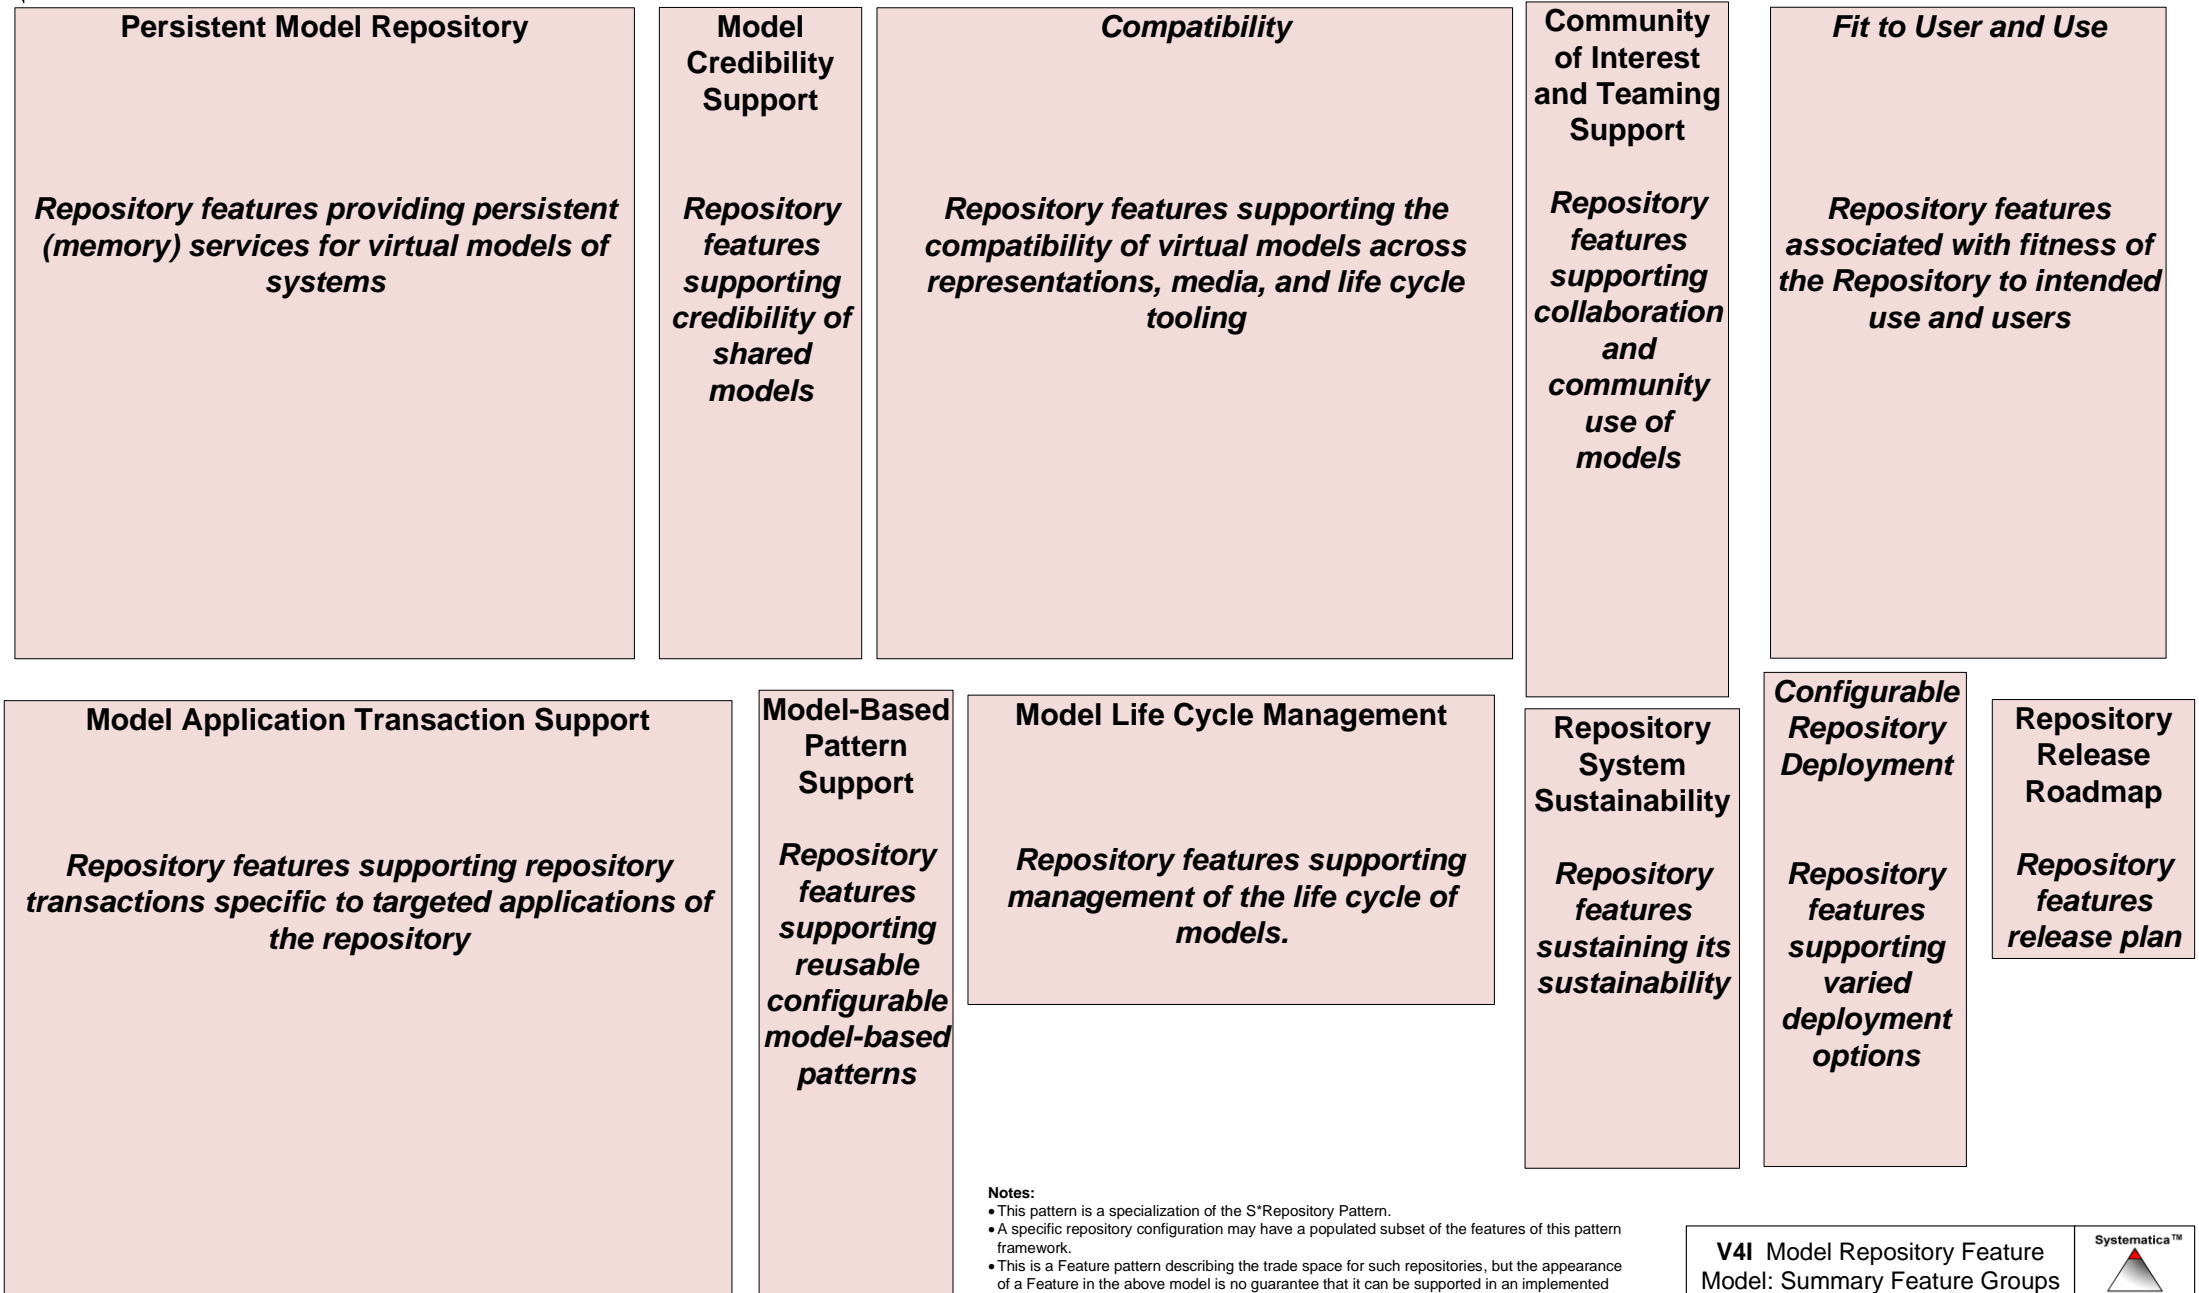 Persistent Model Repository
Repository features providing persistent
(memory) services for virtual models of
systems
Model
Credibility
Support
Repository
features
supporting
credibility of
shared
models
Compatibility
Repository features supporting the
compatibility of virtual models across
representations, media, and life cycle
tooling
Community
of Interest
and Teaming
Support
Repository
features
supporting
collaboration
and
community
use of
models
Fit to User and Use
Repository features
associated with fitness of
the Repository to intended
use and users
Model Application Transaction Support
Repository features supporting repository
transactions specific to targeted applications of
the repository
Model-Based
Pattern
Support
Repository
features
supporting
reusable
configurable
model-based
patterns
Model Life Cycle Management
Repository features supporting
management of the life cycle of
models.
Repository
System
Sustainability
Repository
features
sustaining its
sustainability
Configurable
Repository
Deployment
Repository
features
supporting
varied
deployment
options
Repository
Release
Roadmap
Repository
features
release plan
Notes:
• This pattern is a specialization of the S*Repository Pattern.
• A specific repository configuration may have a populated subset of the features of this pattern
framework.
• This is a Feature pattern describing the trade space for such repositories, but the appearance
of a Feature in the above model is no guarantee that it can be supported in an implemented
V4I Model Repository Feature
Model: Summary Feature Groups
Systematica™